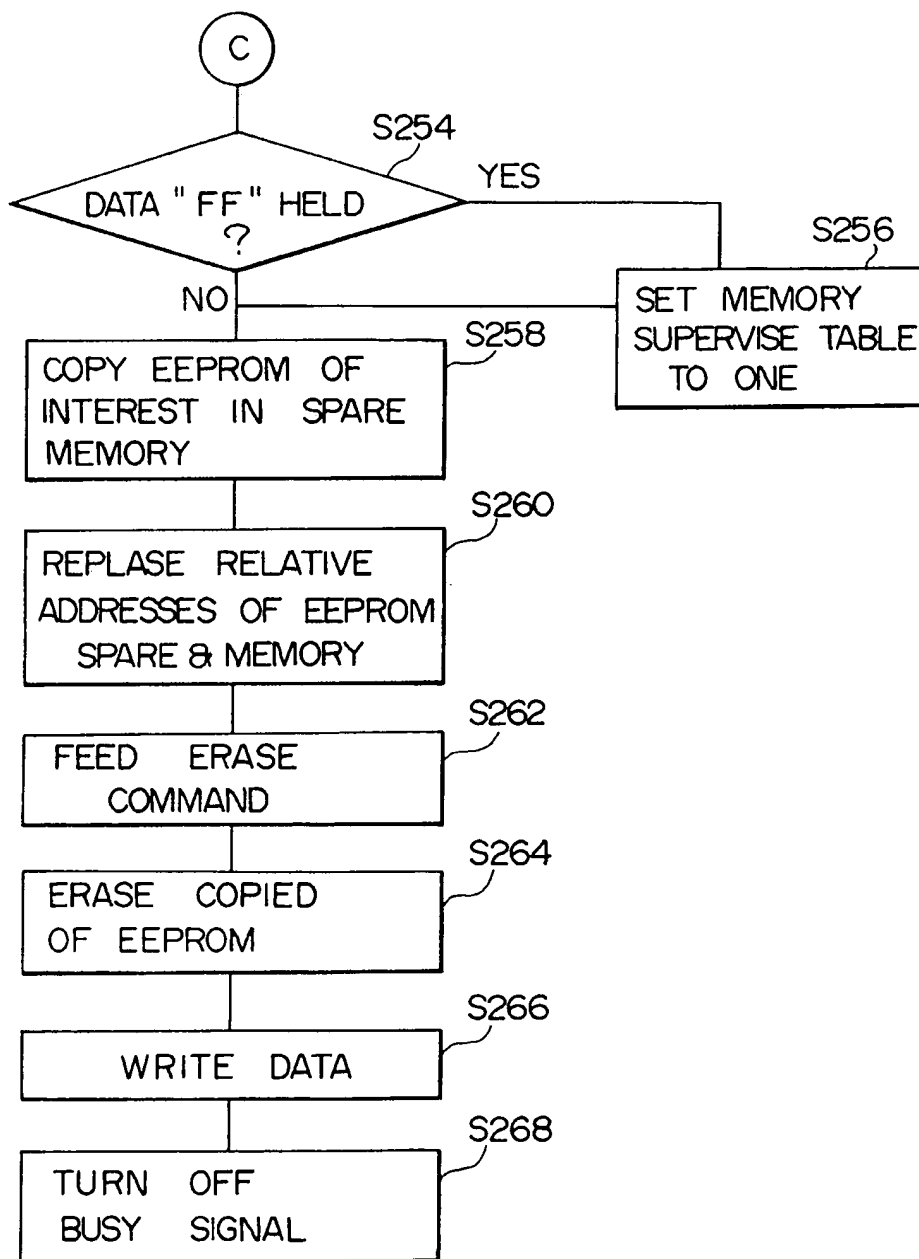 C
S254
DATA "FF" HELD
?
YES
S256
SET MEMORY
SUPERVISE TABLE
TO ONE
NO
S258
COPY EEPROM OF
INTEREST IN SPARE
MEMORY
S260
REPLASE RELATIVE
ADDRESSES OF EEPROM
SPARE & MEMORY
S262
FEED ERASE
COMMAND
S264
ERASE COPIED
OF EEPROM
S266
WRITE DATA
S268
TURN OFF
BUSY SIGNAL